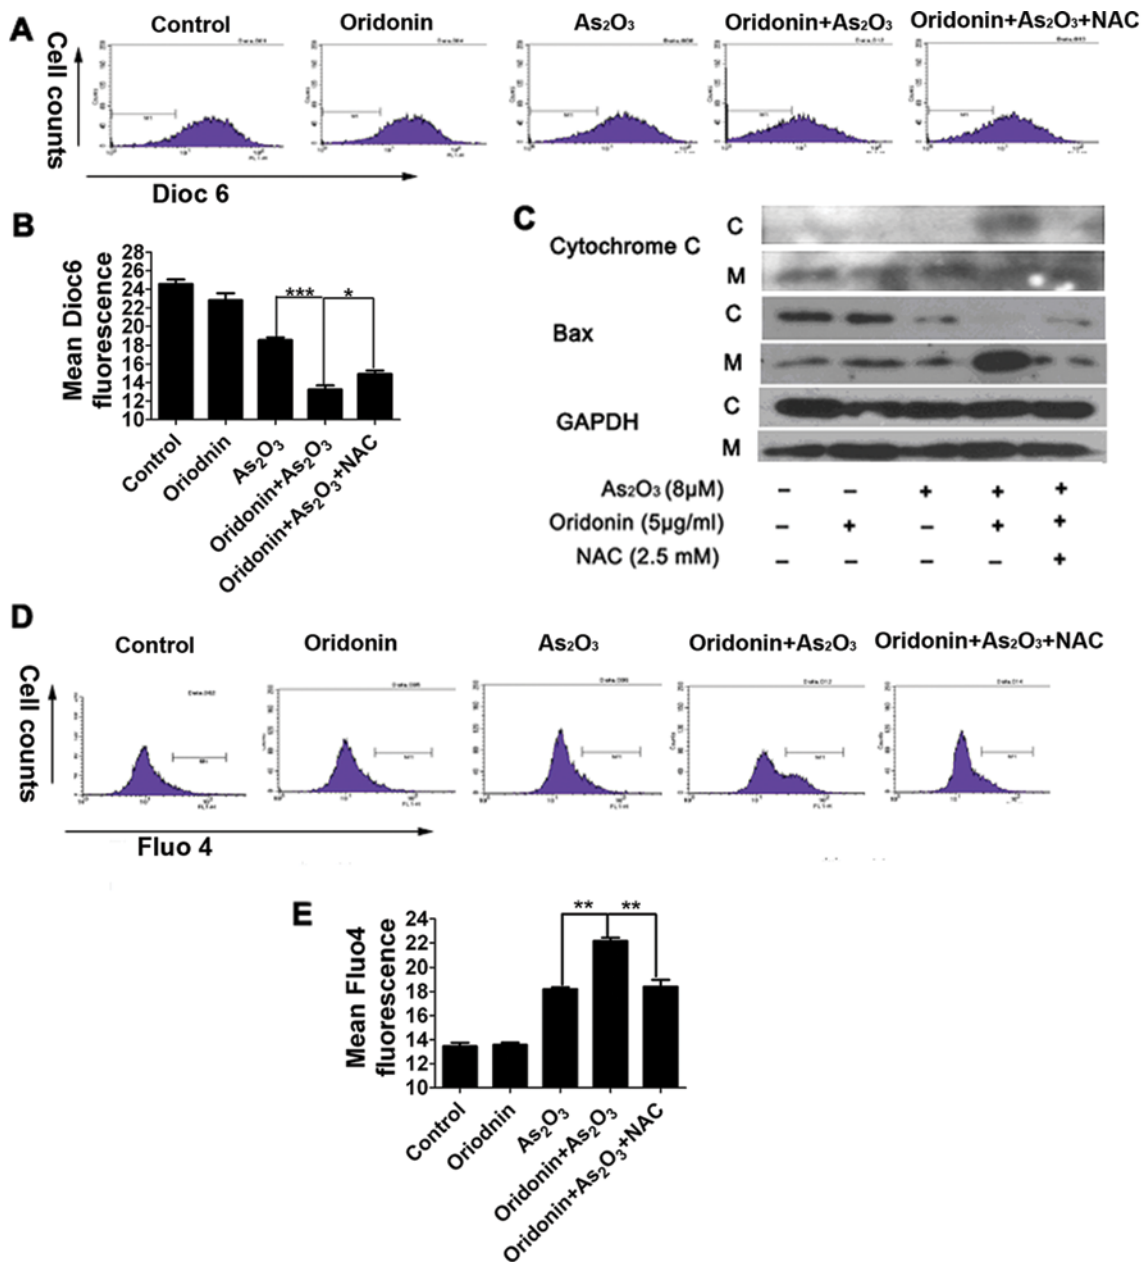 A
Control
Oridonin
As₂O₃
Oridonin+As₂O₃
Oridonin+As₂O₃+NAC
Cell counts
Dioc 6
B
Mean Dioc6
fluorescence
28
26
24
22
20
18
16
14
12
10
***
*
Control
Oriodnin
As₂O₃
Oridonin+As₂O₃
Oridonin+As₂O₃+NAC
C
Cytochrome C
C
M
Bax
C
M
GAPDH
C
M
As₂O₃ (8µM) – – + + +
Oridonin (5µg/ml) – + – + +
NAC (2.5 mM) – – – – +
D
Control
Oridonin
As₂O₃
Oridonin+As₂O₃
Oridonin+As₂O₃+NAC
Cell counts
Fluo 4
E
Mean Fluo4
fluorescence
24
22
20
18
16
14
12
10
**
**
Control
Oriodnin
As₂O₃
Oridonin+As₂O₃
Oridonin+As₂O₃+NAC